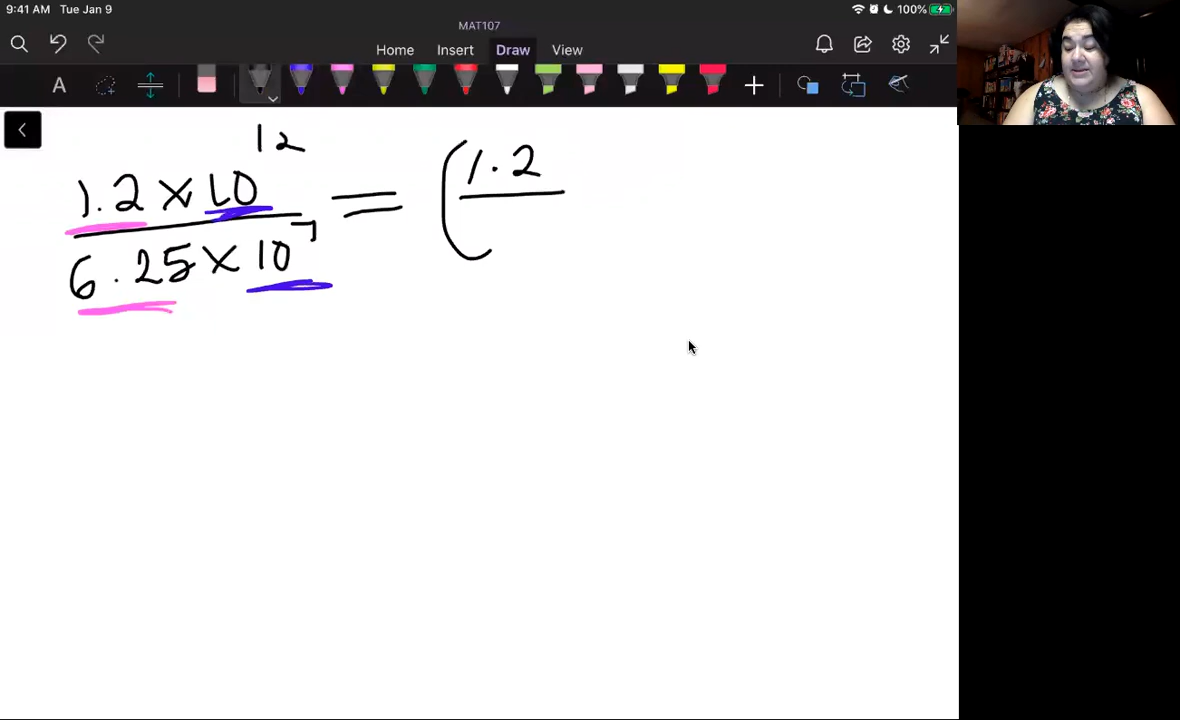 9:41 AM Tue Jan 9
100%
MAT107
Home Insert Draw View
A
12
1.2 × 10 = (1.2
6.25 × 10 7